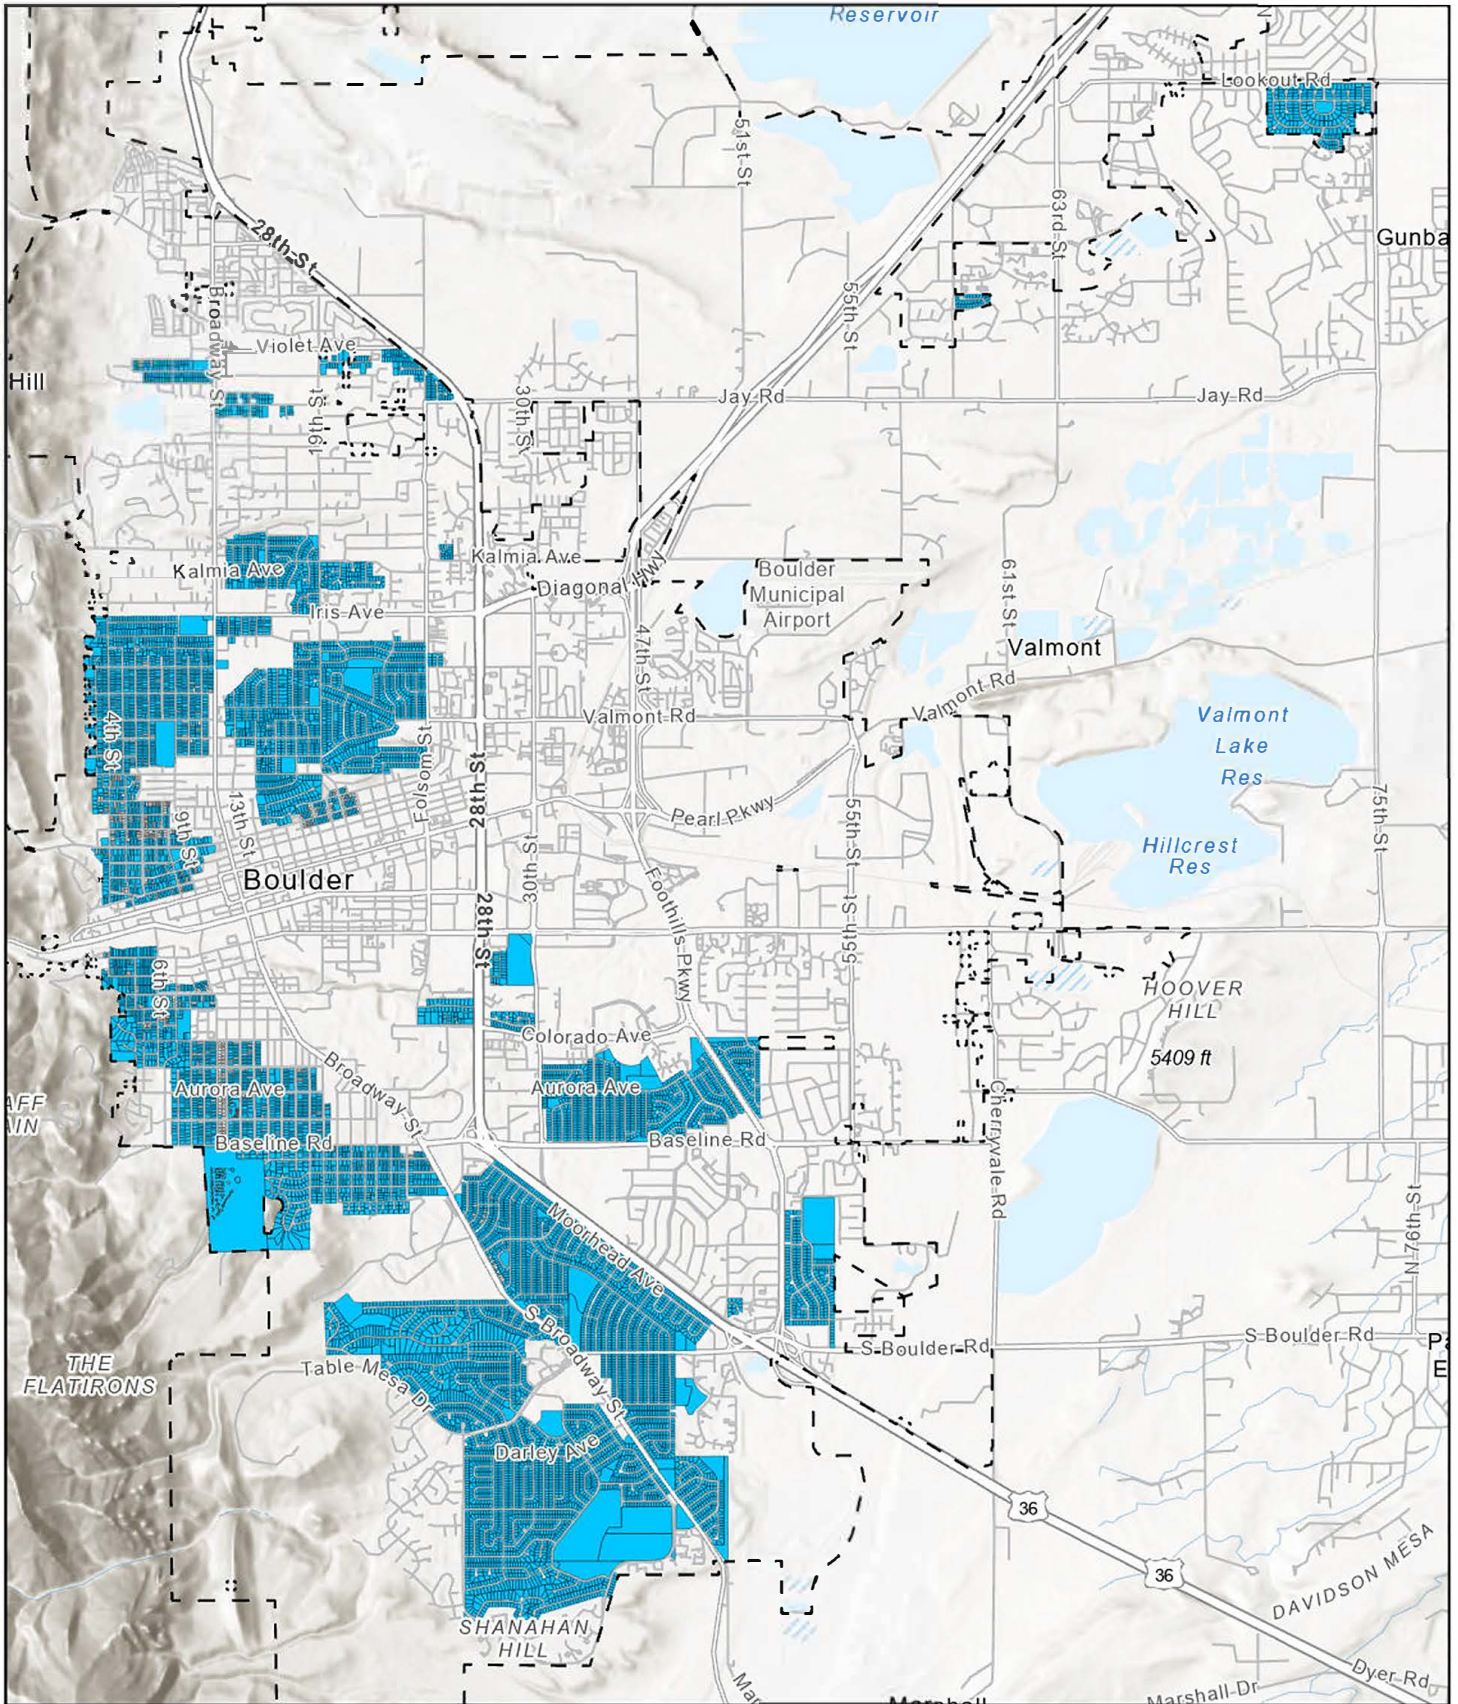 Reservoir
N
Lookout Rd
51st St
63rd St
28th St
Gunba
55th St
Broadway St
Violet Ave
Hill
19th St
30th St
Jay Rd
Jay Rd
Kalmia Ave
Kalmia Ave
Diagonal Hwy
Boulder
Municipal
Airport
61st St
Iris Ave
47th St
Valmont
Valmont Rd
Valmont Rd
Valmont
Lake
Res
4th St
Folsom St
28th St
Pearl Pkwy
55th St
75th St
9th St
13th St
Hillcrest
Res
Boulder
30th St
Foothills Pkwy
28th St
55th St
6th St
HOOVER
HILL
5409 ft
Colorado Ave
Broadway St
Aurora Ave
Aurora Ave
AFF
AIN
Cherryvale Rd
Baseline Rd
Baseline Rd
N 76th St
Moorhead Ave
S Broadway St
S Boulder Rd
S Boulder Rd
THE
FLATIRONS
Table Mesa Dr
Darley Ave
36
36
DAVIDSON MESA
SHANAHAN
HILL
Dyer Rd
Mar
Marshall
Marshall Dr